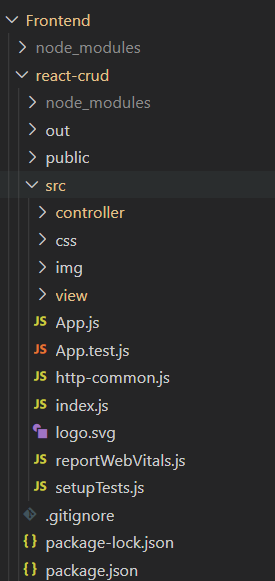 Frontend
node_modules
react-crud
node_modules
out
public
src
controller
css
img
view
JS App.js
JS App.test.js
JS http-common.js
JS index.js
logo.svg
JS reportWebVitals.js
JS setupTests.js
.gitignore
{} package-lock.json
{} package.json